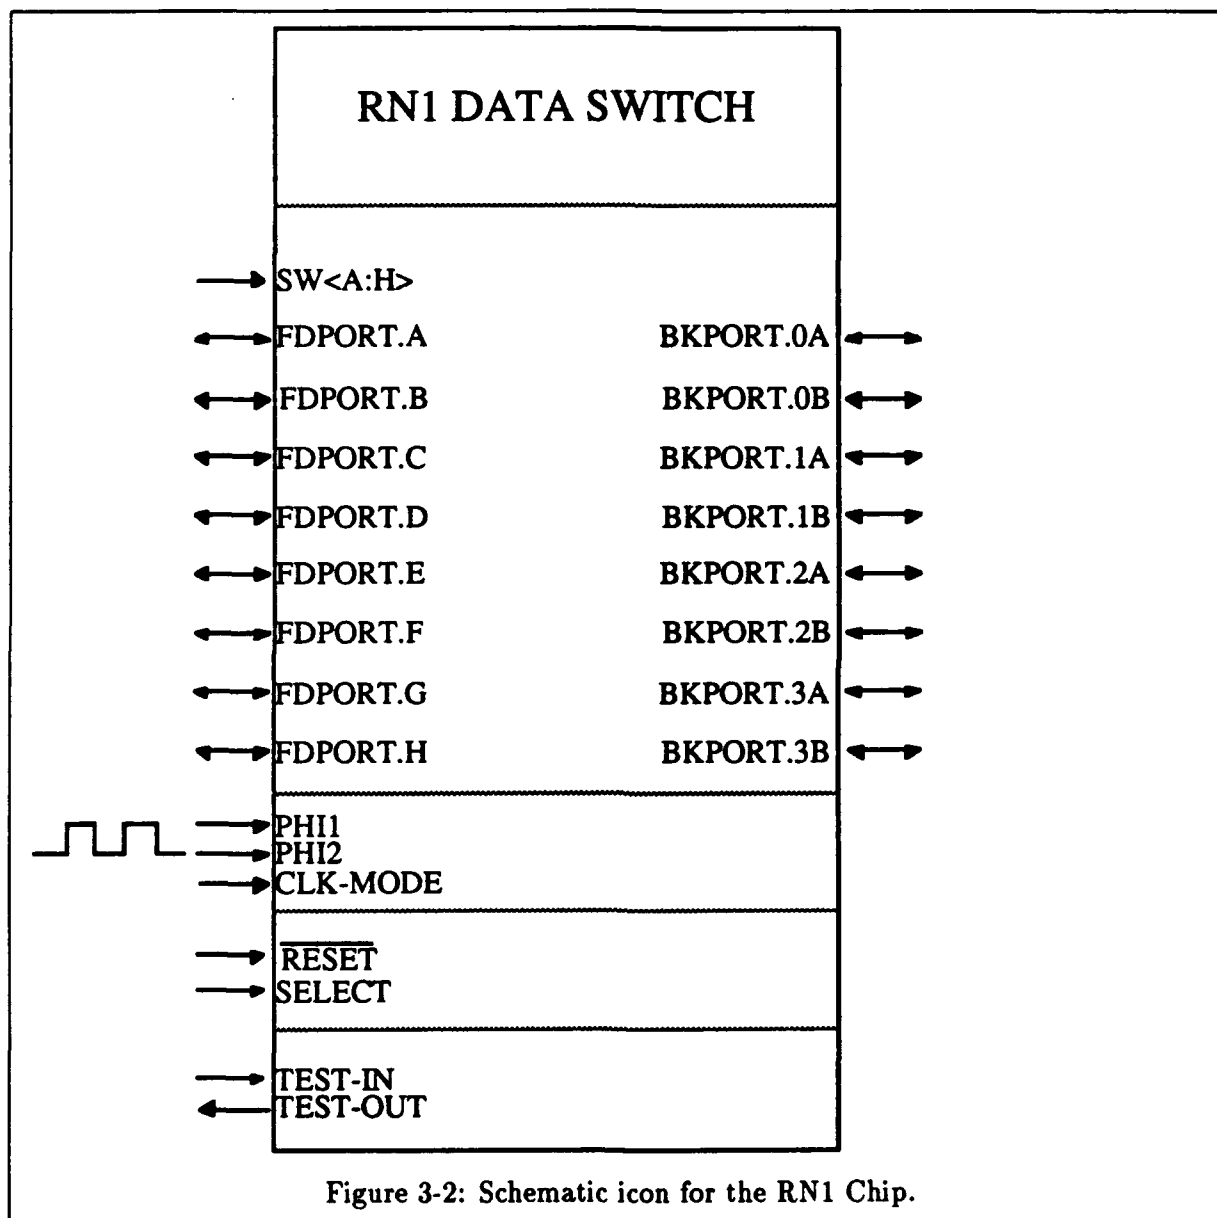 RN1 DATA SWITCH
SW<A:H>
FDPORT.A BKPORT.0A
FDPORT.B BKPORT.0B
FDPORT.C BKPORT.1A
FDPORT.D BKPORT.1B
FDPORT.E BKPORT.2A
FDPORT.F BKPORT.2B
FDPORT.G BKPORT.3A
FDPORT.H BKPORT.3B
PHI1
PHI2
CLK-MODE
RESET
SELECT
TEST-IN
TEST-OUT
Figure 3-2: Schematic icon for the RN1 Chip.